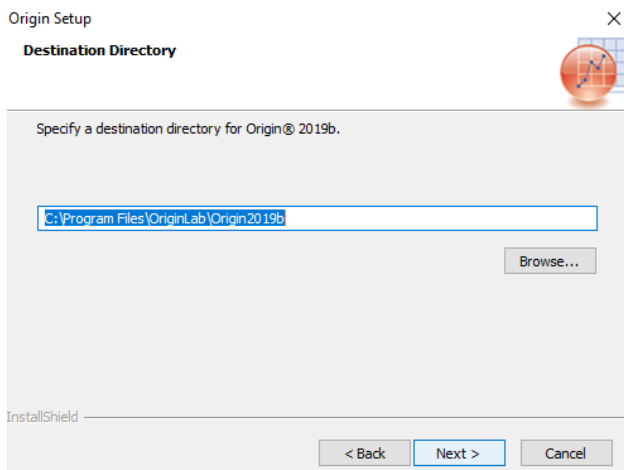 Origin Setup
Destination Directory
Specify a destination directory for Origin® 2019b.
C:\Program Files\OriginLab\Origin2019b
Browse...
InstallShield
< Back
Next >
Cancel